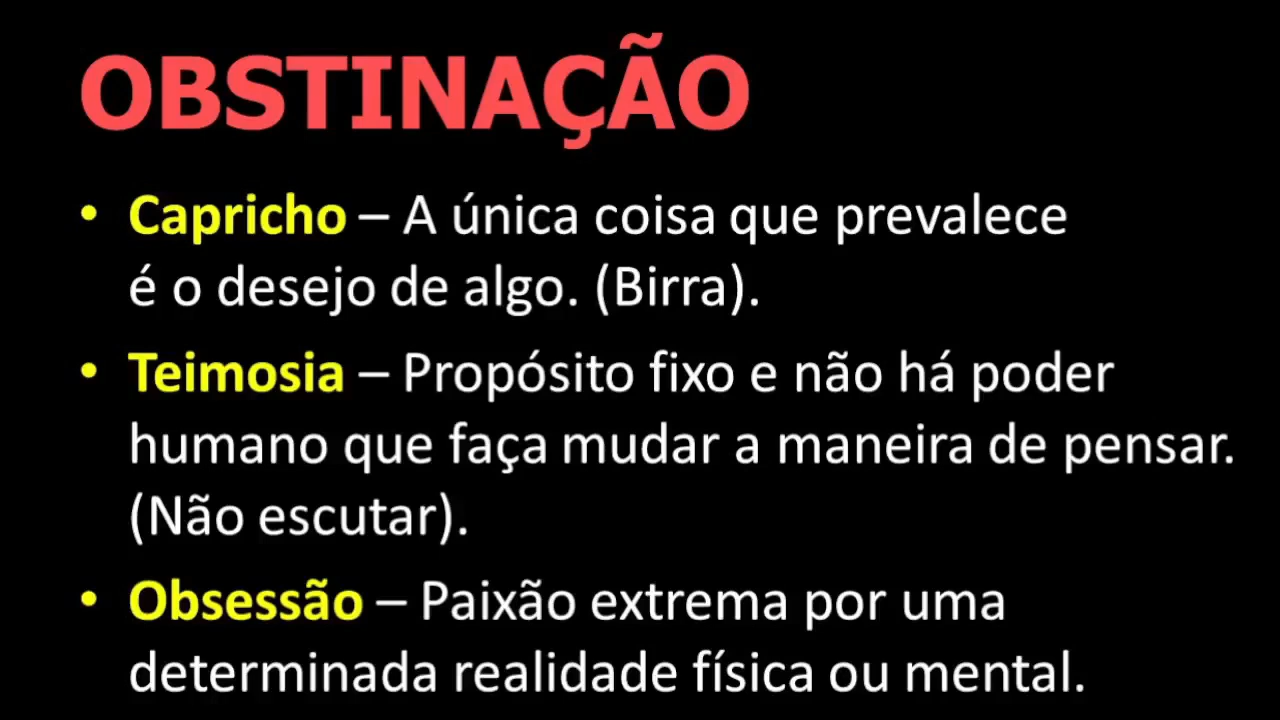 OBSTINAÇÃO
• Capricho – A única coisa que prevalece
é o desejo de algo. (Birra).
• Teimosia – Propósito fixo e não há poder
humano que faça mudar a maneira de pensar.
(Não escutar).
• Obsessão – Paixão extrema por uma
determinada realidade física ou mental.